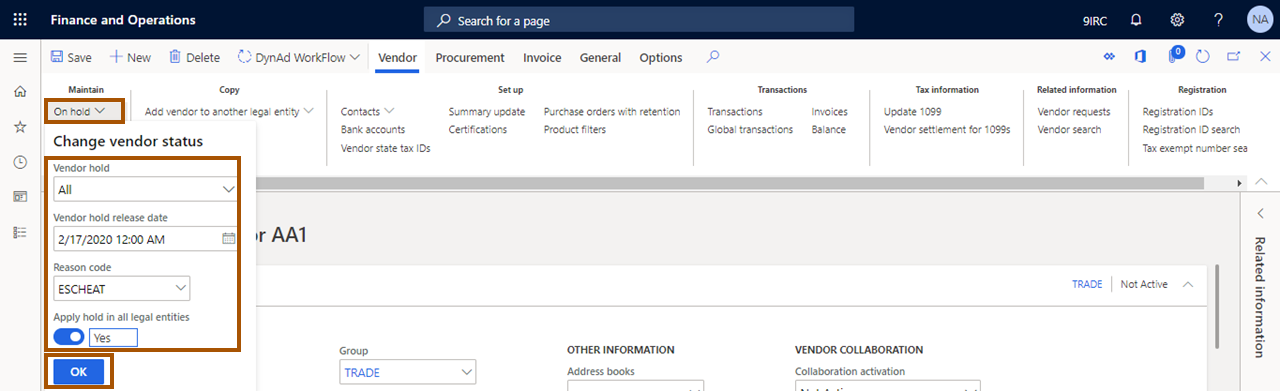 Finance and Operations
Search for a page
9IRC
?
NA
Save
New
Delete
DynAd WorkFlow
Vendor
Procurement
Invoice
General
Options
0
Maintain
Copy
Set up
Transactions
Tax information
Related information
Registration
On hold
Add vendor to another legal entity
Contacts
Summary update
Purchase orders with retention
Transactions
Invoices
Update 1099
Vendor requests
Registration IDs
Bank accounts
Certifications
Product filters
Global transactions
Balance
Vendor settlement for 1099s
Vendor search
Registration ID search
Vendor state tax IDs
Tax exempt number sea
Change vendor status
Vendor hold
All
Vendor hold release date
2/17/2020 12:00 AM
Reason code
ESCHEAT
Apply hold in all legal entities
Yes
OK
or AA1
TRADE
Not Active
Group
TRADE
OTHER INFORMATION
Address books
VENDOR COLLABORATION
Collaboration activation
Not Active
Related information